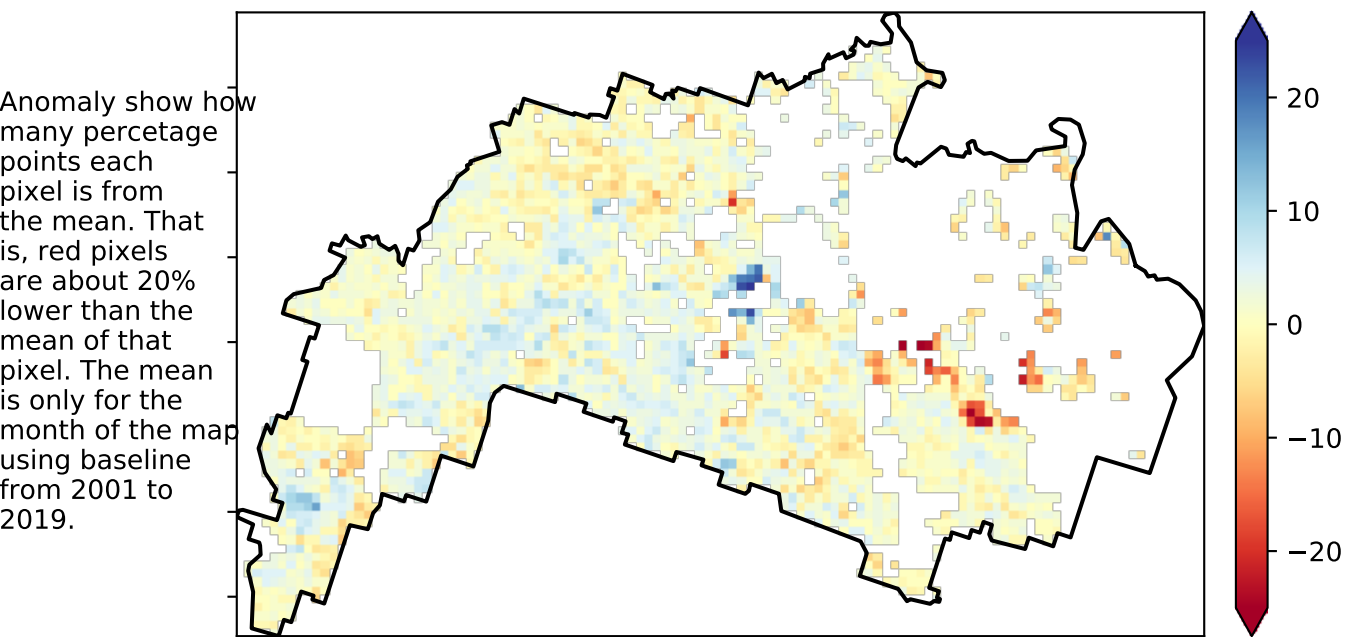 Anomaly show how
many percetage
points each
pixel is from
the mean. That
is, red pixels
are about 20%
lower than the
mean of that
pixel. The mean
is only for the
month of the map
using baseline
from 2001 to
2019.
20
10
0
−10
−20